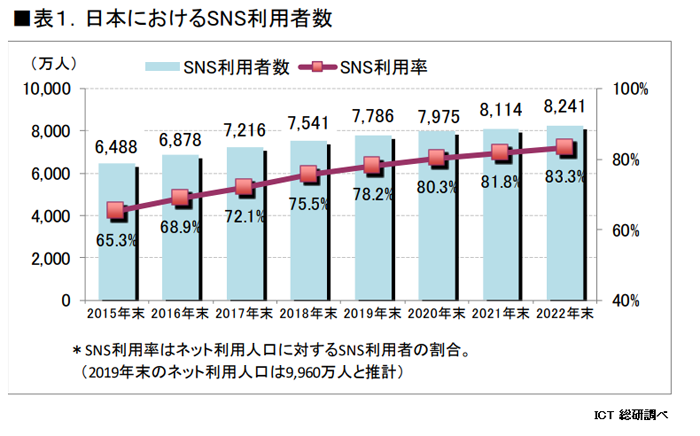 ■表１．日本におけるSNS利用者数
（万人）
SNS利用者数 SNS利用率
10,000 100%
6,488 6,878 7,216 7,541 7,786 7,975 8,114 8,241
8,000 80%
6,000 60%
65.3% 68.9% 72.1% 75.5% 78.2% 80.3% 81.8% 83.3%
4,000
2,000
0 40%
2015年末 2016年末 2017年末 2018年末 2019年末 2020年末 2021年末 2022年末
＊SNS利用率はネット利用人口に対するSNS利用者の割合。
（2019年末のネット利用人口は9,960万人と推計）
ICT 総研調べ